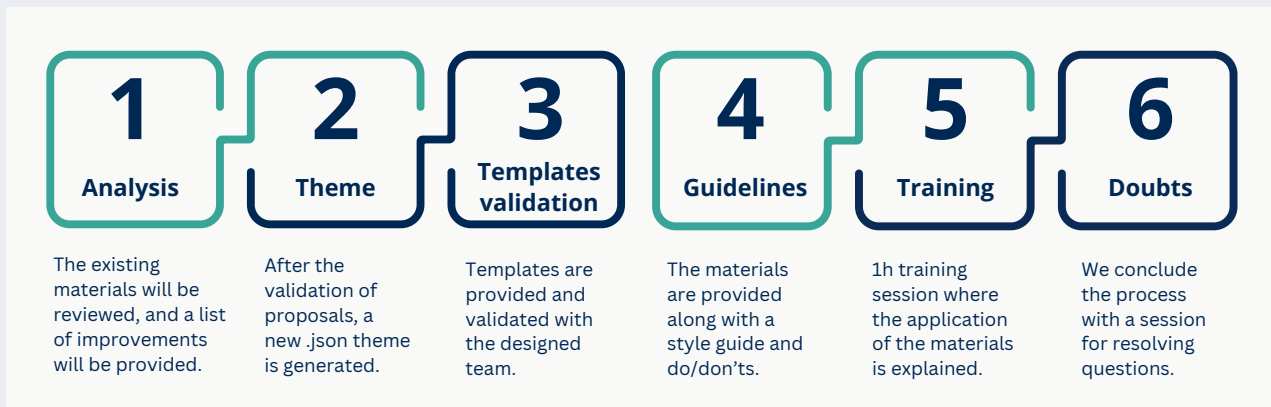 1
Analysis
The existing
materials will be
reviewed, and a list
of improvements
will be provided.
2
Theme
After the
validation of
proposals, a
new .json theme
is generated.
3
Templates
validation
Templates are
provided and
validated with
the designed
team.
4
Guidelines
The materials
are provided
along with a
style guide and
do/don’ts.
5
Training
1h training
session where
the application
of the materials
is explained.
6
Doubts
We conclude
the process
with a session
for resolving
questions.